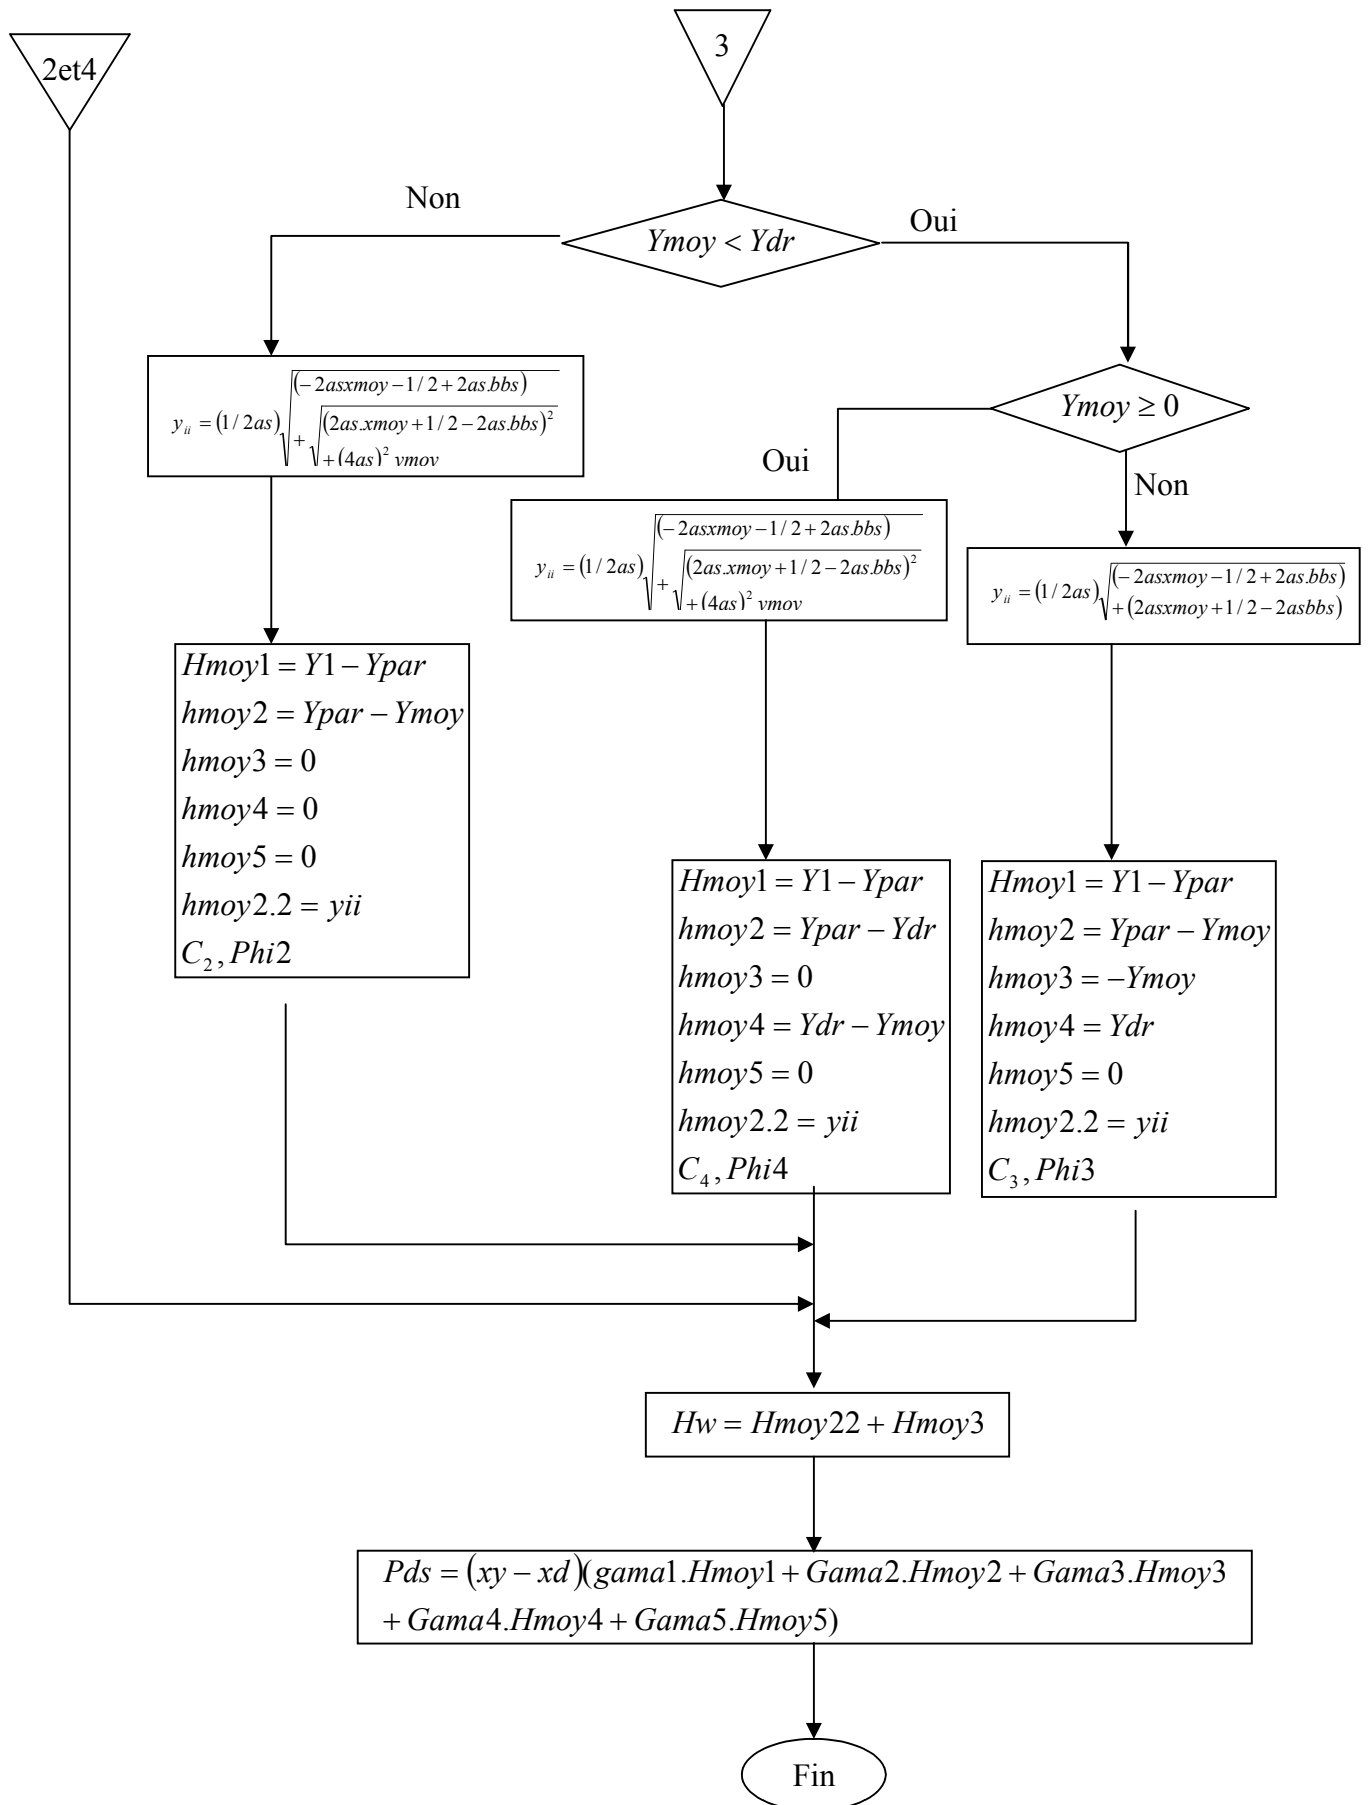 2et4
3
Non
Oui
Ymoy < Ydr
y_ii = (1/2as)√((−2asxmoy−1/2+2as.bbs)
+√((2as.xmoy+1/2−2as.bbs)²
+(4as)² ymoy
Ymoy ≥ 0
Oui
Non
y_ii = (1/2as)√((−2asxmoy−1/2+2as.bbs)
+√((2as.xmoy+1/2−2as.bbs)²
+(4as)² ymoy
y_ii = (1/2as)√((−2asxmoy−1/2+2as.bbs)
+(2asxmoy+1/2−2asbbs)
Hmoy1 = Y1 − Ypar
hmoy2 = Ypar − Ymoy
hmoy3 = 0
hmoy4 = 0
hmoy5 = 0
hmoy2.2 = yii
C₂, Phi2
Hmoy1 = Y1 − Ypar
hmoy2 = Ypar − Ydr
hmoy3 = 0
hmoy4 = Ydr − Ymoy
hmoy5 = 0
hmoy2.2 = yii
C₄, Phi4
Hmoy1 = Y1 − Ypar
hmoy2 = Ypar − Ymoy
hmoy3 = −Ymoy
hmoy4 = Ydr
hmoy5 = 0
hmoy2.2 = yii
C₃, Phi3
Hw = Hmoy22 + Hmoy3
Pds = (xy − xd)(gama1.Hmoy1 + Gama2.Hmoy2 + Gama3.Hmoy3
+ Gama4.Hmoy4 + Gama5.Hmoy5)
Fin